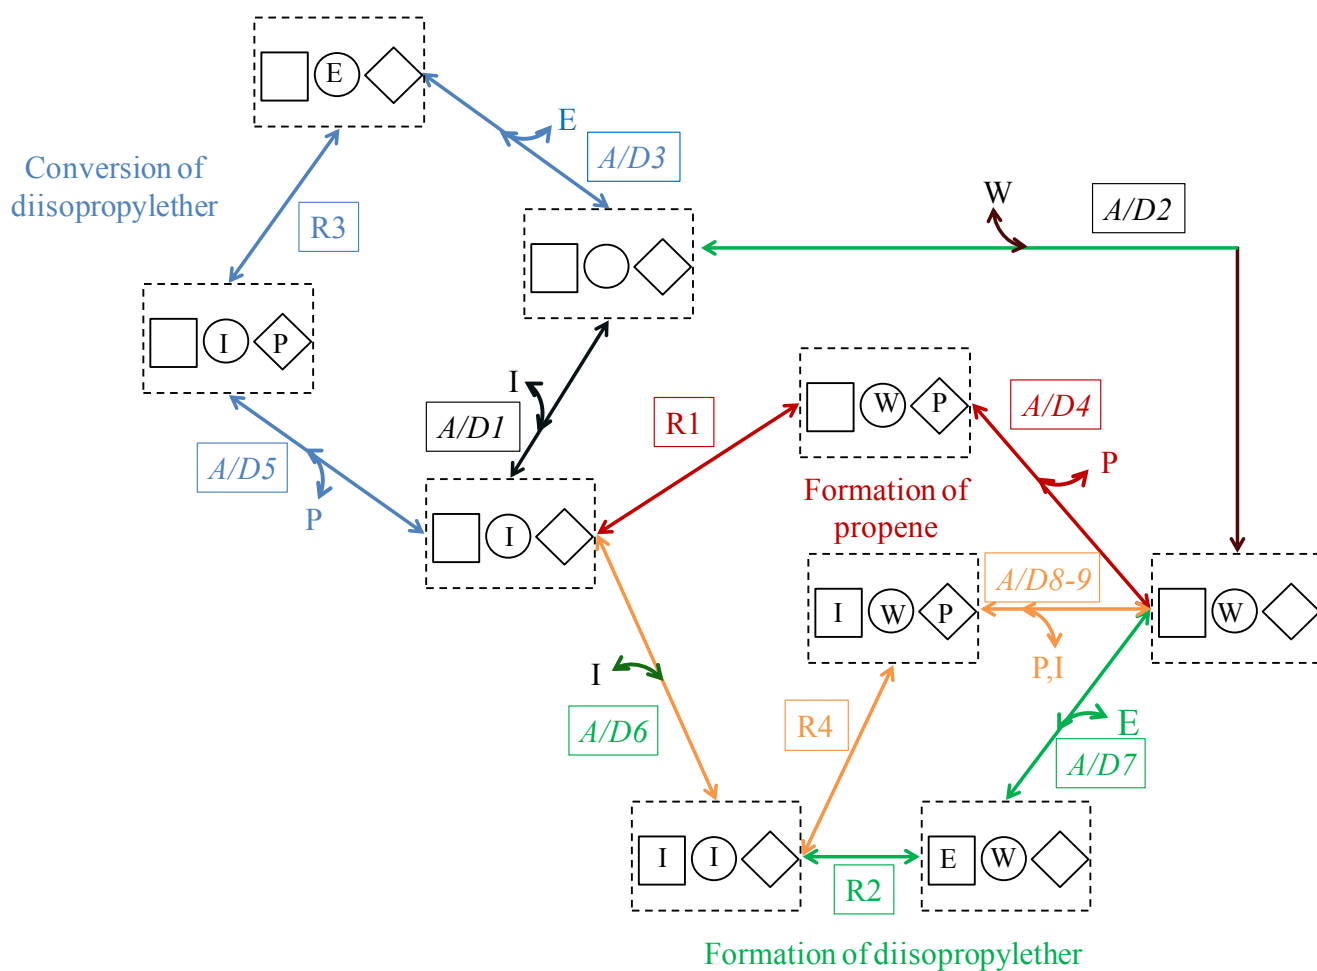 E
E
A/D3
Conversion of
diisopropylether
R3
W
A/D2
I
P
I
A/D1
R1
W
P
A/D4
A/D5
P
P
I
Formation of
propene
A/D8-9
I
W
P
W
I
P,I
A/D6
R4
E
A/D7
I
I
E
W
R2
Formation of diisopropylether